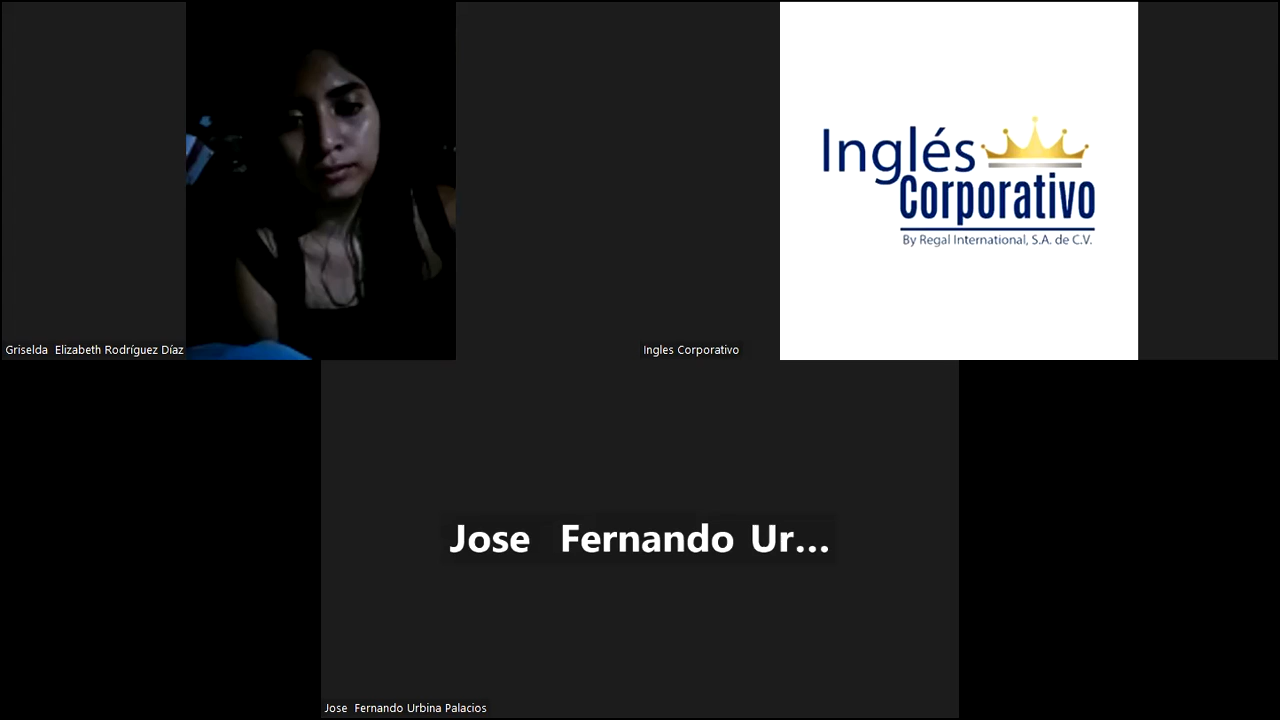 Inglés
Corporativo
By Regal International, S.A. de C.V.
Griselda Elizabeth Rodríguez Díaz
Ingles Corporativo
Jose Fernando Ur...
Jose Fernando Urbina Palacios